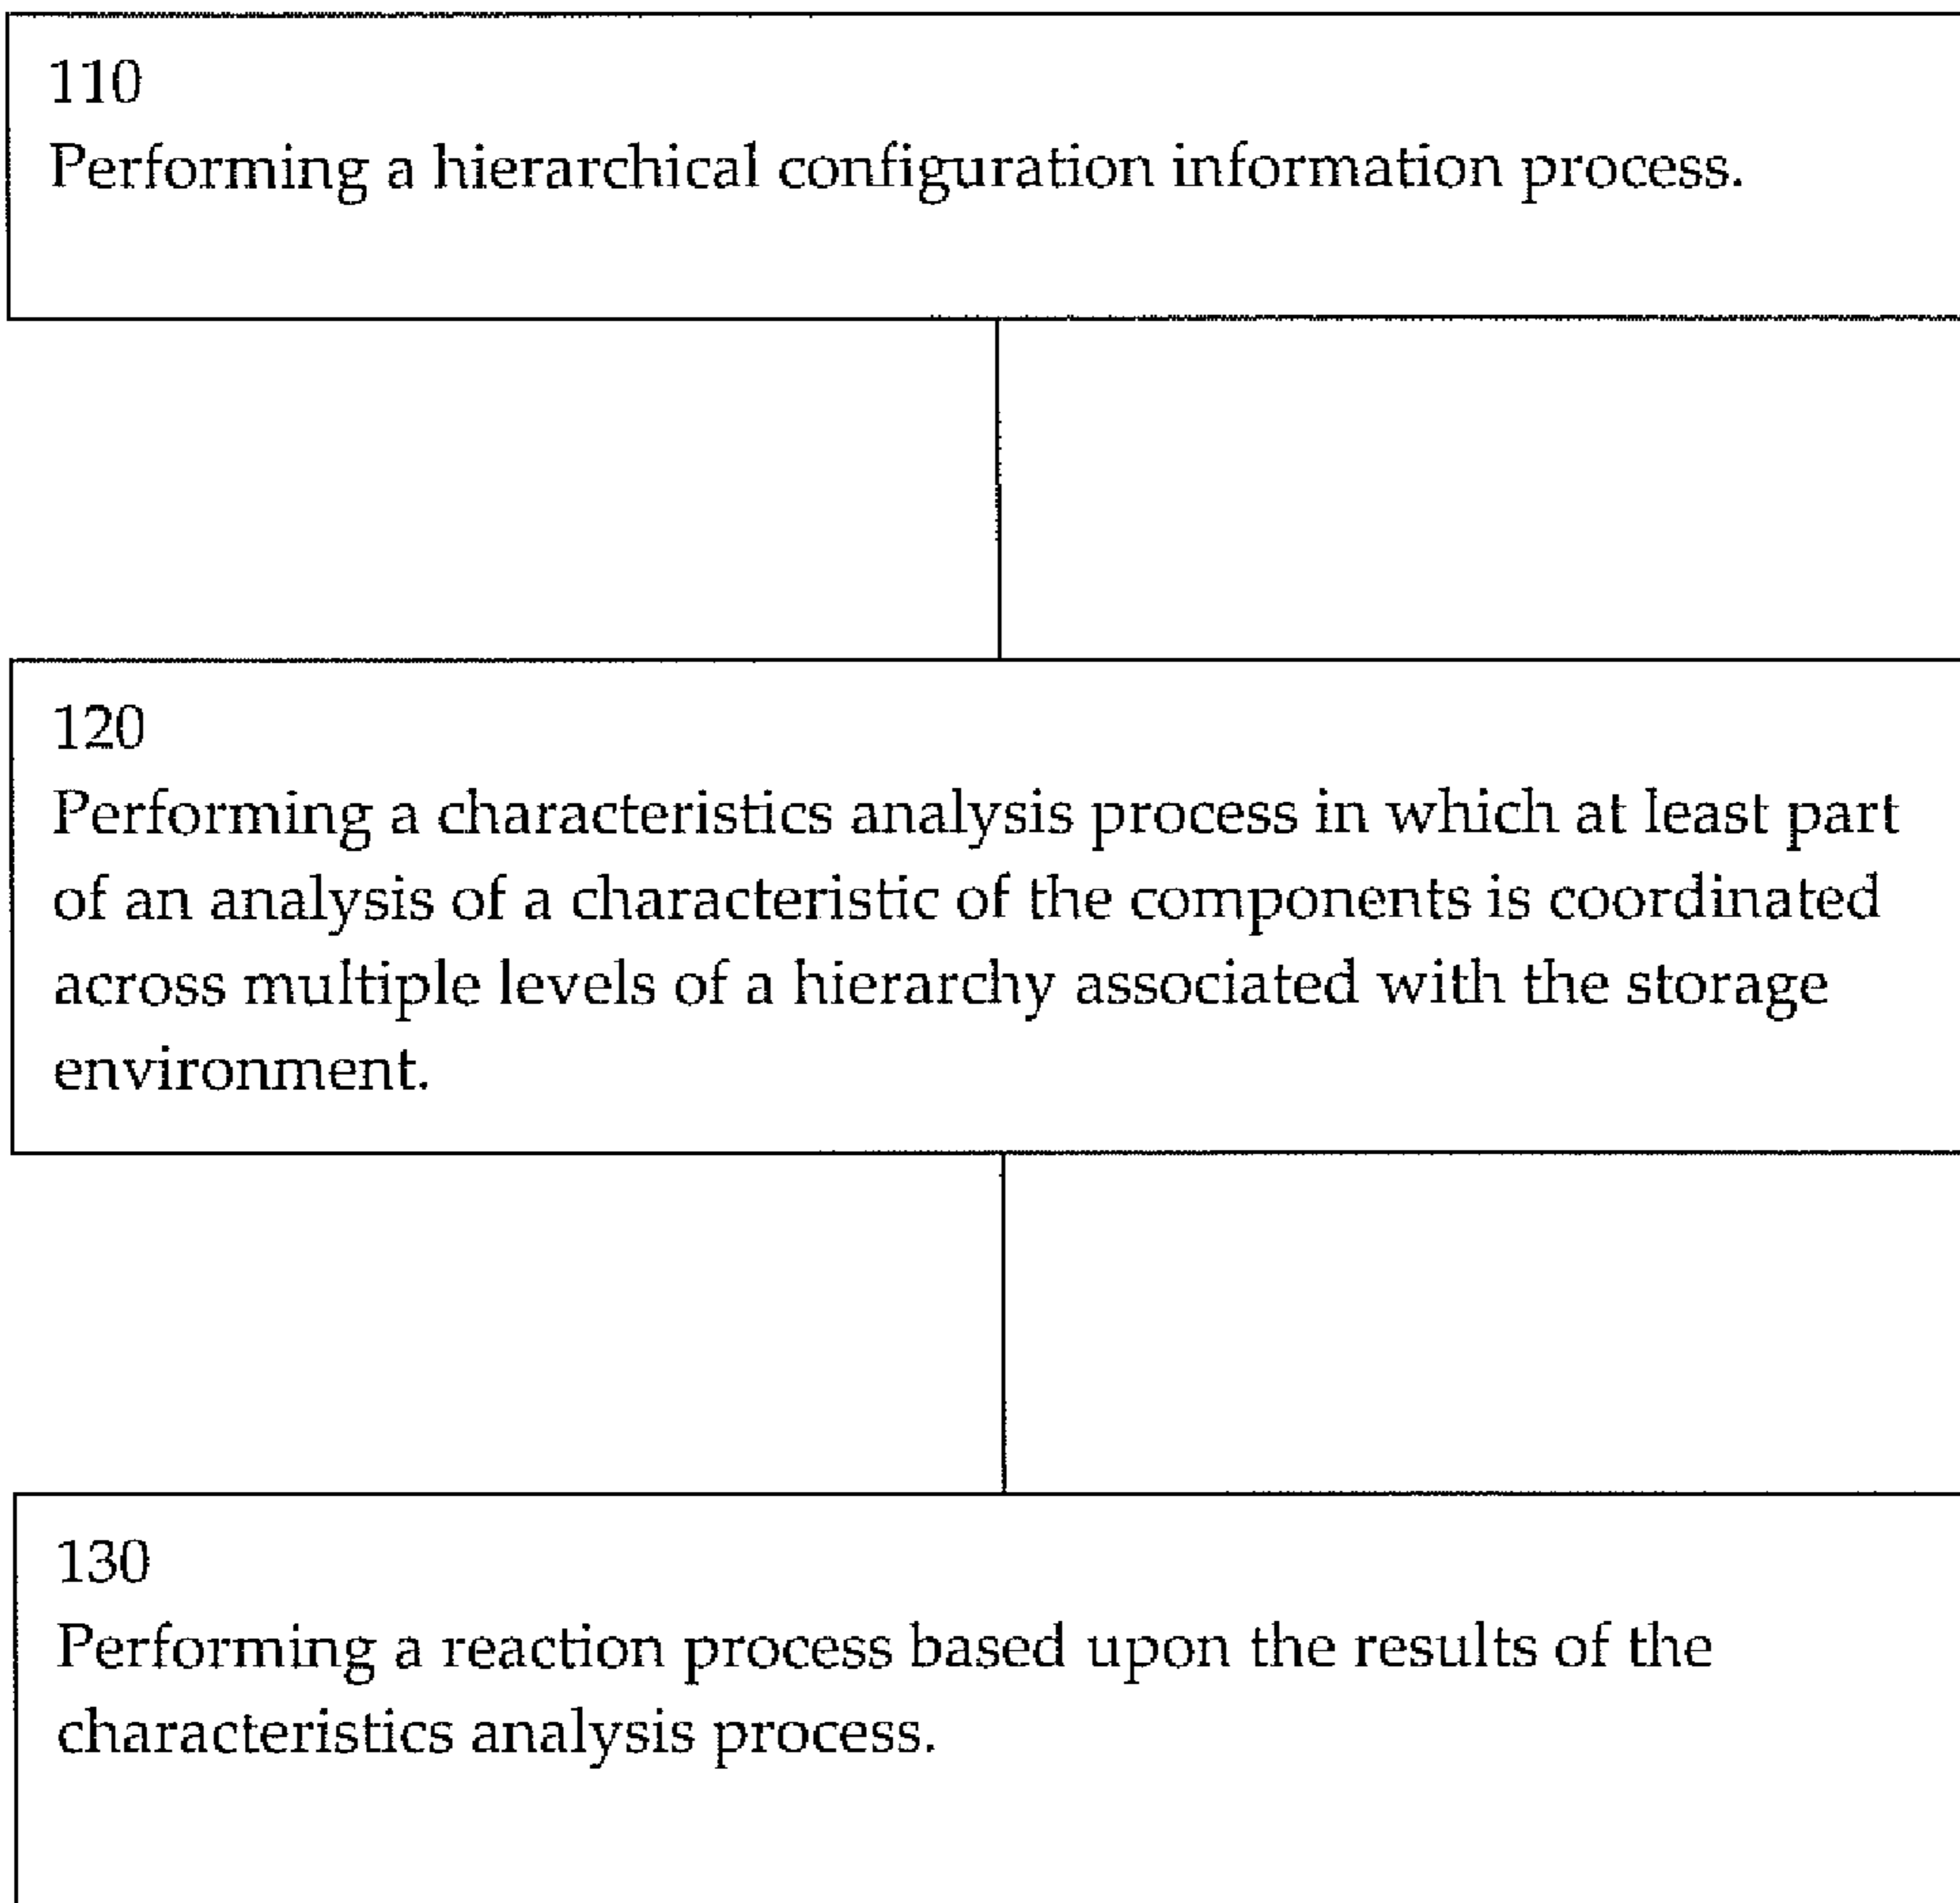 110
Performing a hierarchical configuration information process.
120
Performing a characteristics analysis process in which at least part
of an analysis of a characteristic of the components is coordinated
across multiple levels of a hierarchy associated with the storage
environment.
130
Performing a reaction process based upon the results of the
characteristics analysis process.